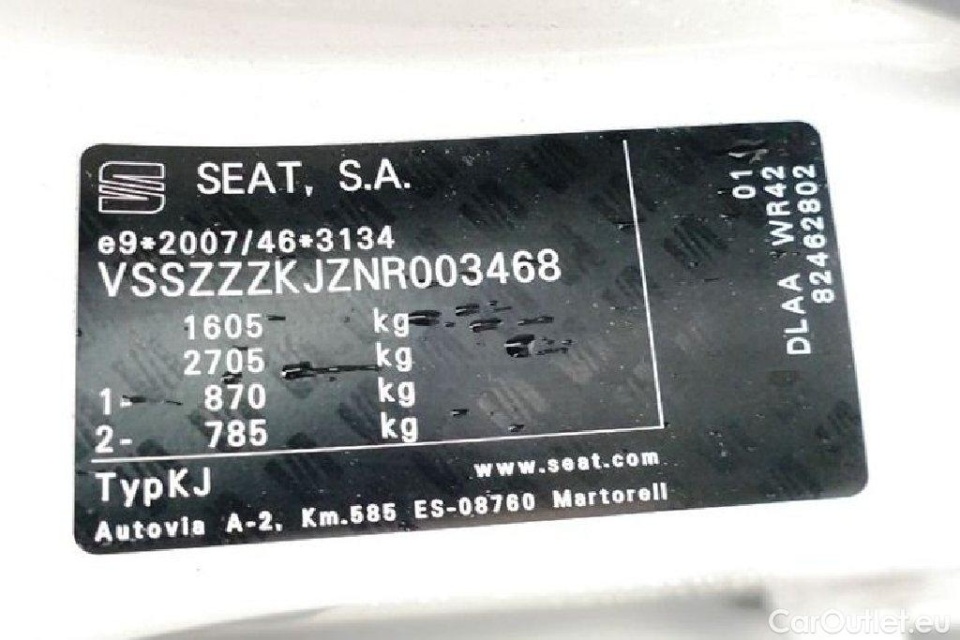 SEAT, S.A.
e9*2007/46*3134
VSSZZZKJZNR003468
1605 kg
2705 kg
1- 870 kg
2- 785 kg
TypKJ
www.seat.com
Autovia A-2, Km.585 ES-08760 Martorell
01
DLAA WR42
82462802
CarOutlet.eu